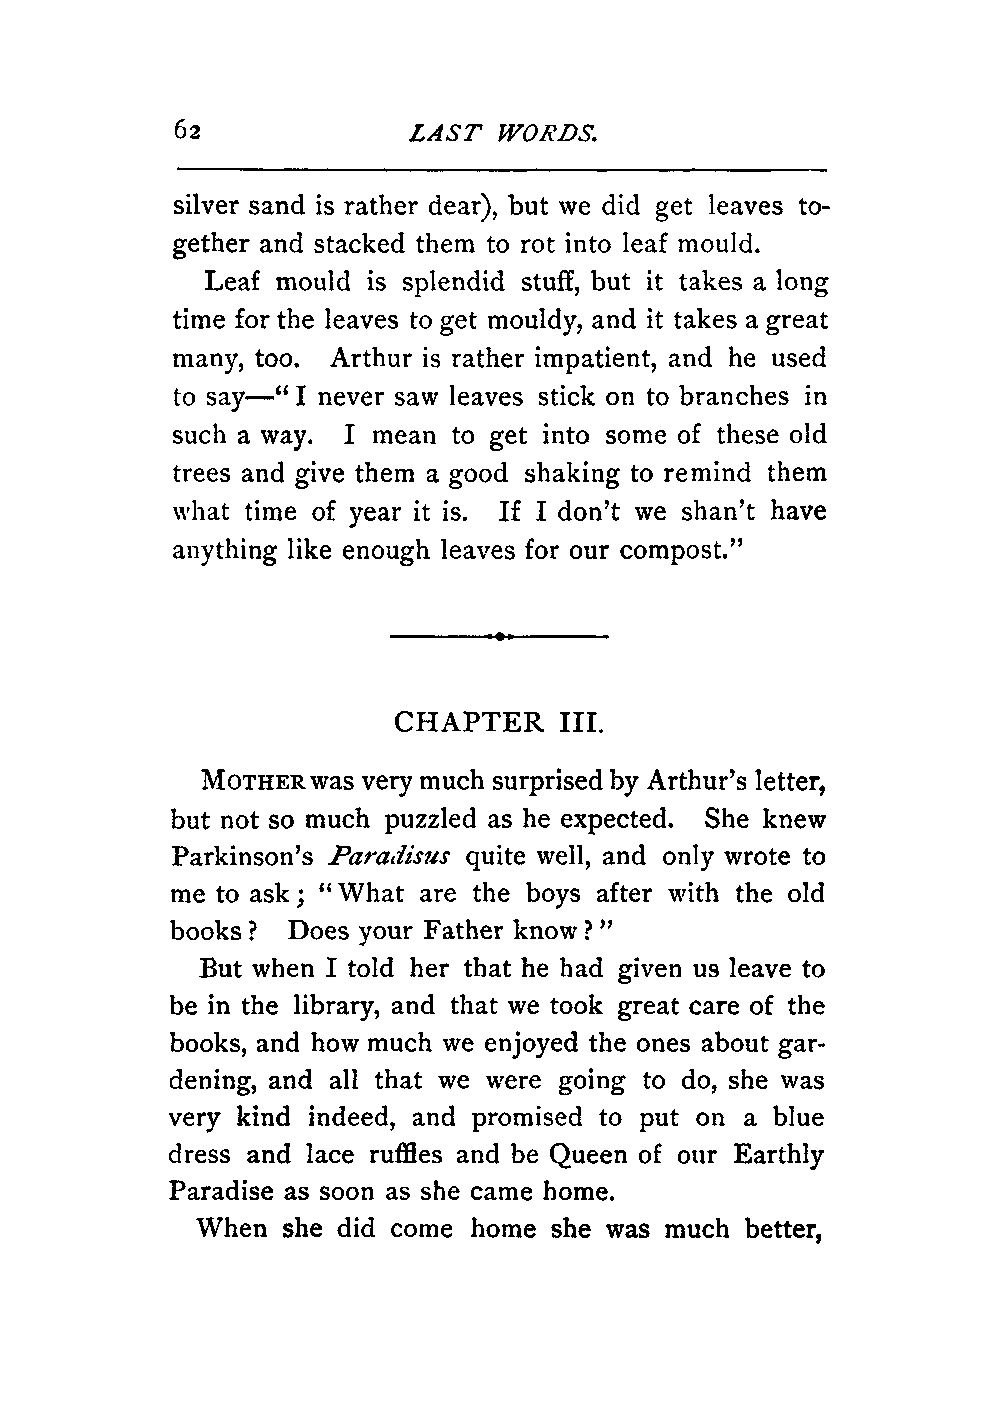 62 LAST WORDS.
silver sand is rather dear), but we did get leaves to-
gether and stacked them to rot into leaf mould.
Leaf mould is splendid stuff, but it takes a long
time for the leaves to get mouldy, and it takes a great
many, too. Arthur is rather impatient, and he used
to say—“I never saw leaves stick on to branches in
such a way. I mean to get into some of these old
trees and give them a good shaking to remind them
what time of year it is. If I don’t we shan’t have
anything like enough leaves for our compost.”
CHAPTER III.
MOTHER was very much surprised by Arthur’s letter,
but not so much puzzled as he expected. She knew
Parkinson’s Paradisus quite well, and only wrote to
me to ask; “What are the boys after with the old
books? Does your Father know?”
But when I told her that he had given us leave to
be in the library, and that we took great care of the
books, and how much we enjoyed the ones about gar-
dening, and all that we were going to do, she was
very kind indeed, and promised to put on a blue
dress and lace ruffles and be Queen of our Earthly
Paradise as soon as she came home.
When she did come home she was much better,